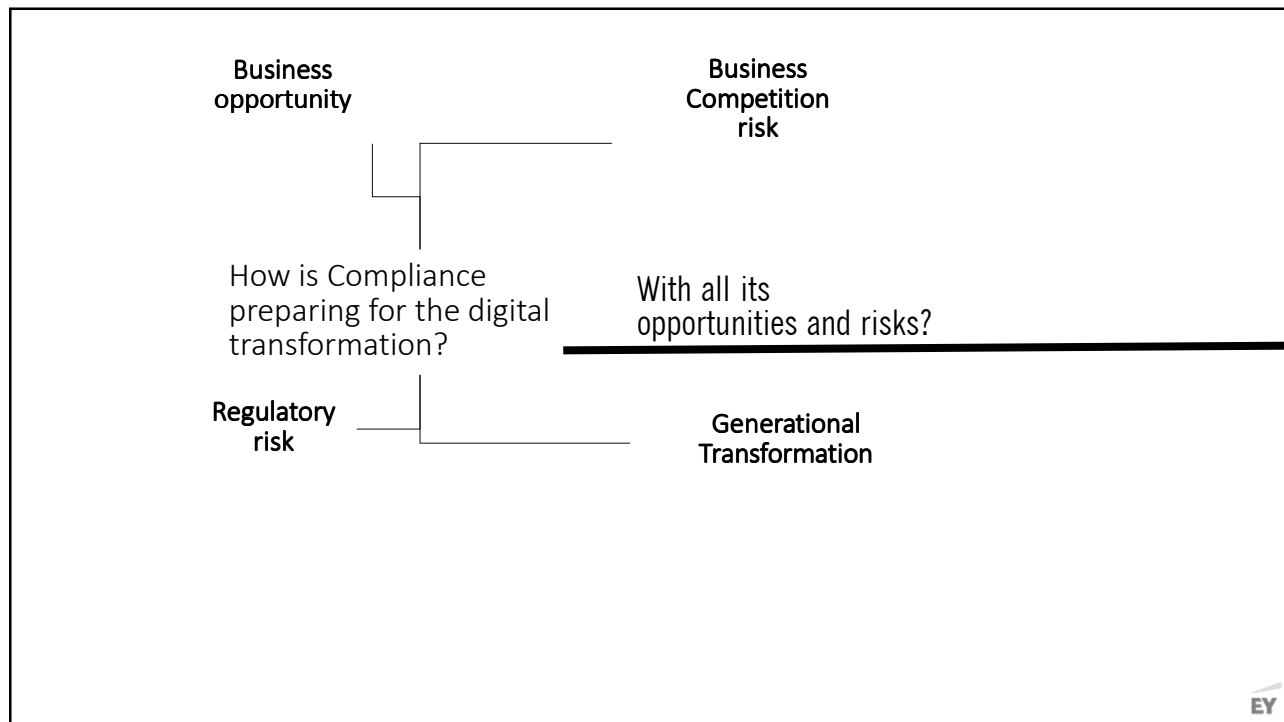 Business
opportunity
Business
Competition
risk
How is Compliance
preparing for the digital
transformation?
With all its
opportunities and risks?
Regulatory
risk
Generational
Transformation
EY